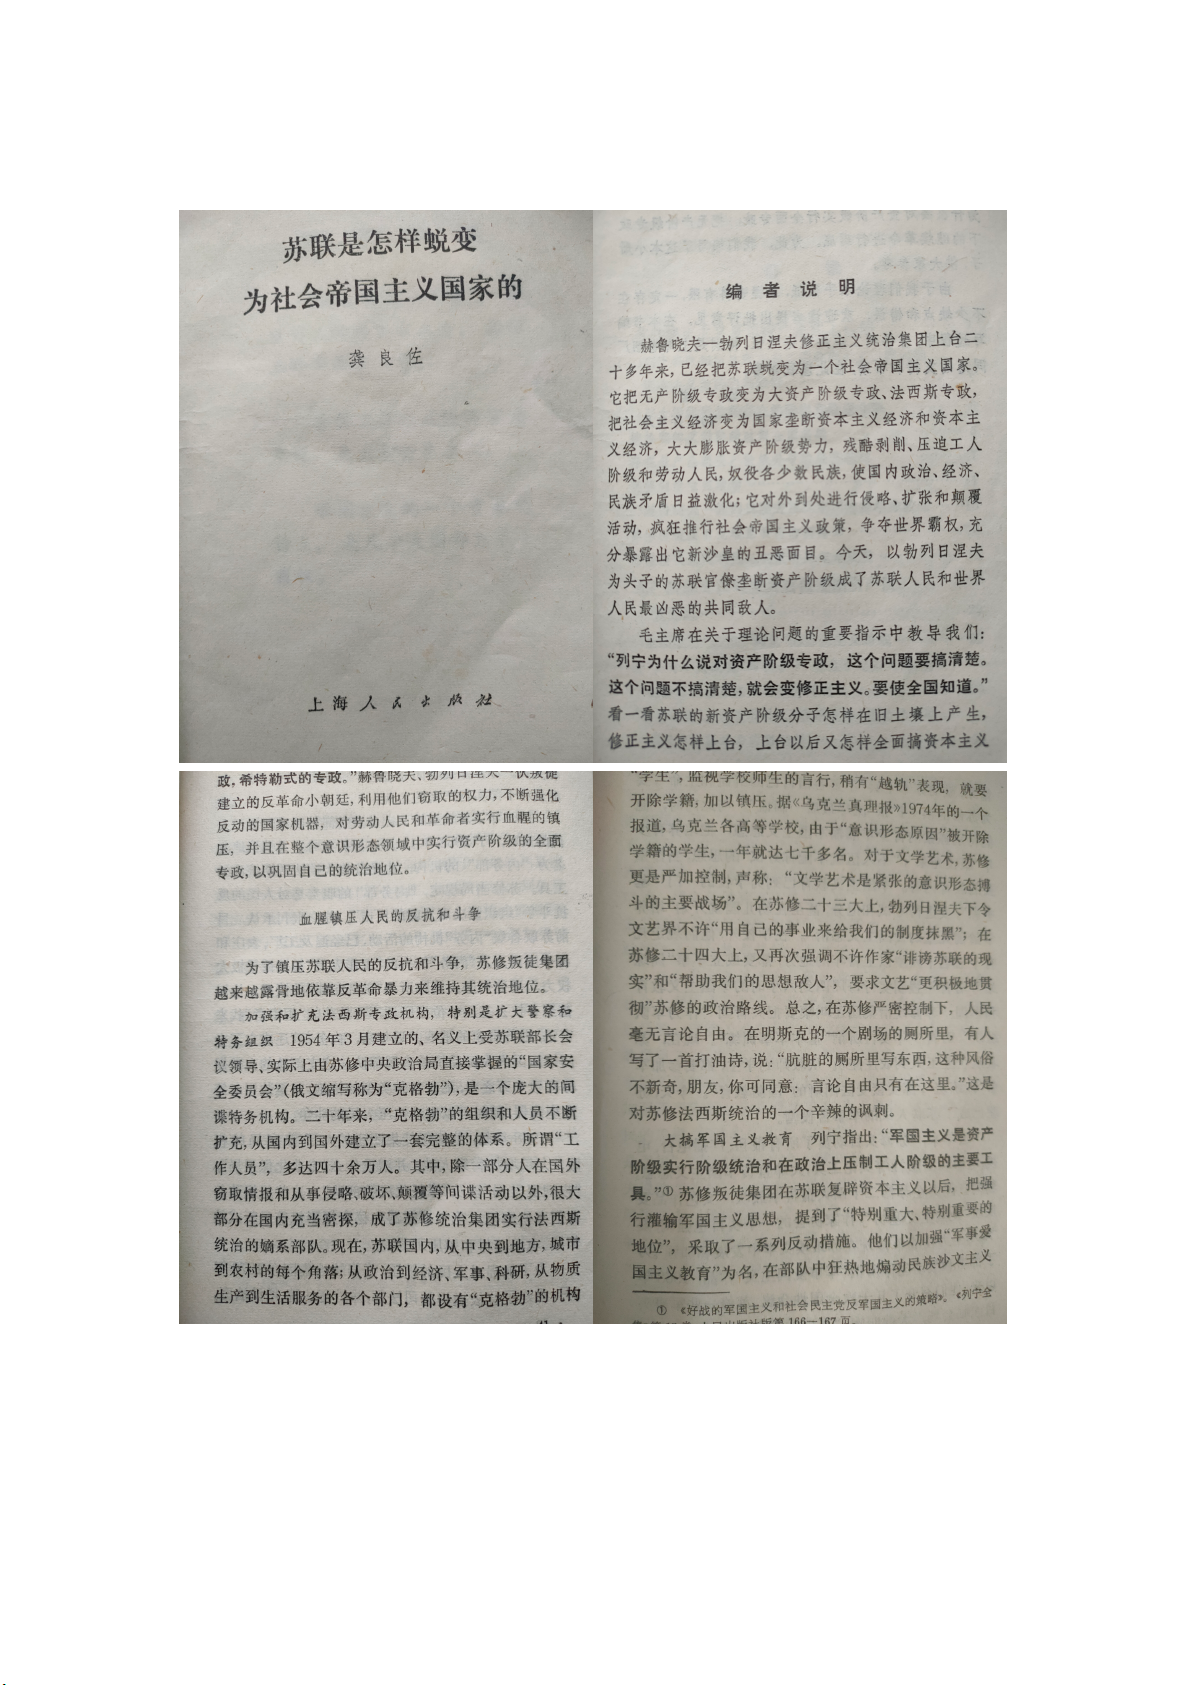 苏联是怎样蜕变
为社会帝国主义国家的
龚良佐
上海人民出版社
编者说明
赫鲁晓夫—勃列日涅夫修正主义统治集团上台二
十多年来，已经把苏联蜕变为一个社会帝国主义国家。
它把无产阶级专政变为大资产阶级专政、法西斯专政，
把社会主义经济变为国家垄断资本主义经济和资本主
义经济，大大膨胀资产阶级势力，残酷剥削、压迫工人
阶级和劳动人民，奴役各少数民族，使国内政治、经济、
民族矛盾日益激化；它对外到处进行侵略、扩张和颠覆
活动，疯狂推行社会帝国主义政策，争夺世界霸权，充
分暴露出它新沙皇的丑恶面目。今天，以勃列日涅夫
为头子的苏联官僚垄断资产阶级成了苏联人民和世界
人民最凶恶的共同敌人。
毛主席在关于理论问题的重要指示中教导我们：
“列宁为什么说对资产阶级专政，这个问题要搞清楚。
这个问题不搞清楚，就会变修正主义。要使全国知道。”
看一看苏联的新资产阶级分子怎样在旧土壤上产生，
修正主义怎样上台，上台以后又怎样全面搞资本主义
政，希特勒式的专政。”赫鲁晓夫、勃列日涅夫一伙叛徒
建立的反革命小朝廷，利用他们窃取的权力，不断强化
反动的国家机器，对劳动人民和革命者实行血腥的镇
压，并且在整个意识形态领域中实行资产阶级的全面
专政，以巩固自己的统治地位。
血腥镇压人民的反抗和斗争
为了镇压苏联人民的反抗和斗争，苏修叛徒集团
越来越露骨地依靠反革命暴力来维持其统治地位。
加强和扩充法西斯专政机构，特别是扩大警察和
特务组织 1954年3月建立的、名义上受苏联部长会
议领导、实际上由苏修中央政治局直接掌握的“国家安
全委员会”（俄文缩写称为“克格勃”），是一个庞大的间
谍特务机构。二十年来，“克格勃”的组织和人员不断
扩充，从国内到国外建立了一套完整的体系。所谓“工
作人员”，多达四十余万人。其中，除一部分人在国外
窃取情报和从事侵略、破坏、颠覆等间谍活动以外，很大
部分在国内充当密探，成了苏修统治集团实行法西斯
统治的嫡系部队。现在，苏联国内，从中央到地方，城市
到农村的每个角落；从政治到经济、军事、科研，从物质
生产到生活服务的各个部门，都设有“克格勃”的机构
“学生”，监视学校师生的言行，稍有“越轨”表现，就要
开除学籍，加以镇压。据《乌克兰真理报》1974年的一个
报道，乌克兰各高等学校，由于“意识形态原因”被开除
学籍的学生，一年就达七千多名。对于文学艺术，苏修
更是严加控制，声称：“文学艺术是紧张的意识形态搏
斗的主要战场”。在苏修二十三大上，勃列日涅夫下令
文艺界不许“用自己的事业来给我们的制度抹黑”；在
苏修二十四大上，又再次强调不许作家“诽谤苏联的现
实”和“帮助我们的思想敌人”，要求文艺“更积极地贯
彻”苏修的政治路线。总之，在苏修严密控制下，人民
毫无言论自由。在明斯克的一个剧场的厕所里，有人
写了一首打油诗，说：“肮脏的厕所里写东西，这种风俗
不新奇，朋友，你可同意：言论自由只有在这里。”这是
对苏修法西斯统治的一个辛辣的讽刺。
大搞军国主义教育 列宁指出：“军国主义是资产
阶级实行阶级统治和在政治上压制工人阶级的主要工
具。”① 苏修叛徒集团在苏联复辟资本主义以后，把强
行灌输军国主义思想，提到了“特别重大、特别重要的
地位”，采取了一系列反动措施。他们以加强“军事爱
国主义教育”为名，在部队中狂热地煽动民族沙文主义
① 《好战的军国主义和社会民主党反军国主义的策略》。《列宁全
166—167页。